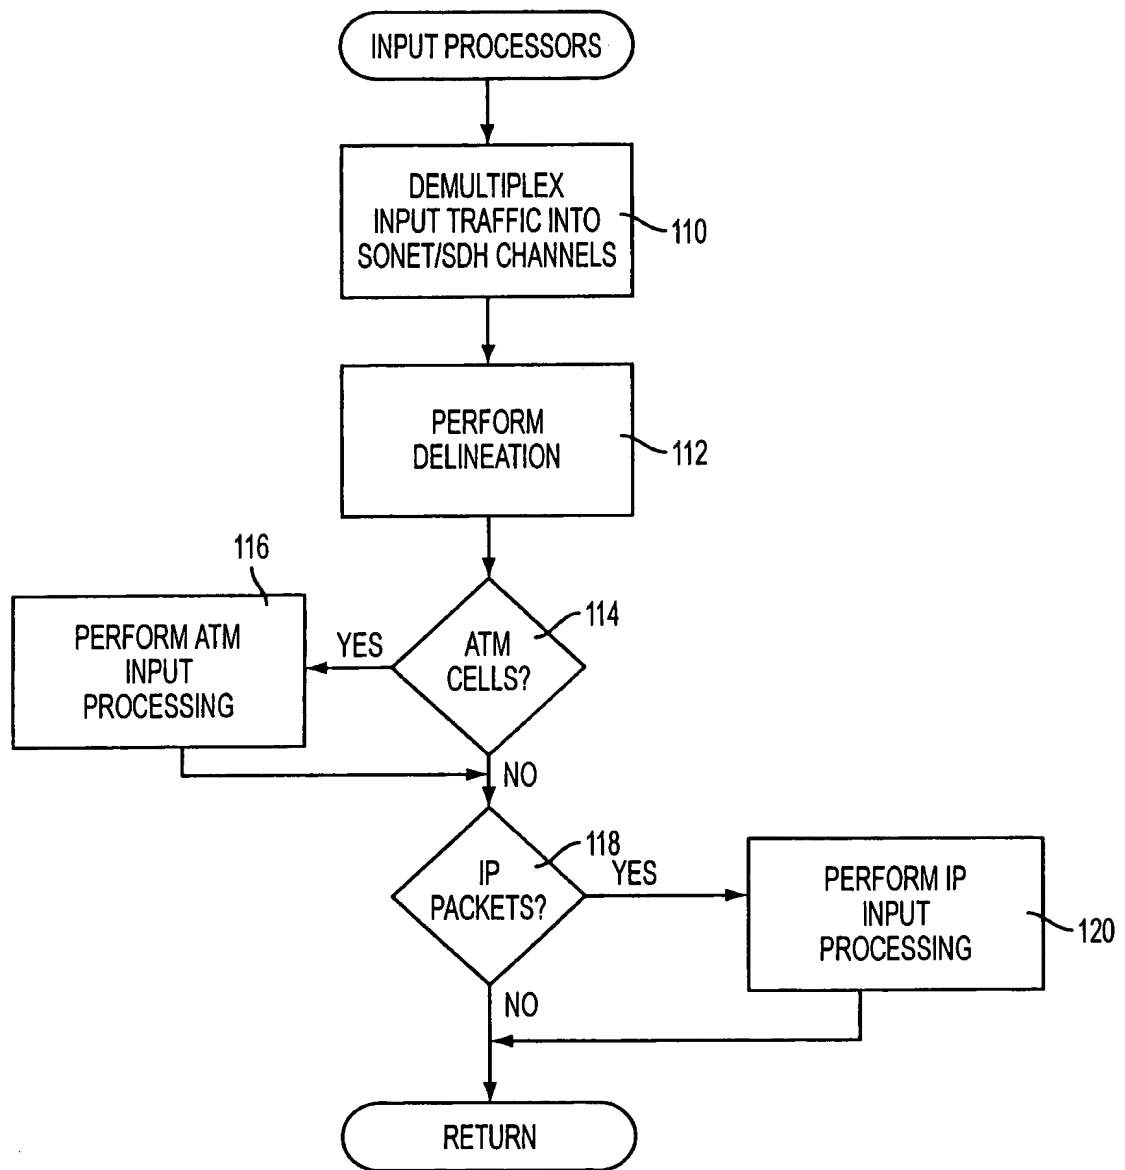 INPUT PROCESSORS
DEMULTIPLEX
INPUT TRAFFIC INTO
SONET/SDH CHANNELS
110
PERFORM
DELINEATION
112
116
PERFORM ATM
INPUT
PROCESSING
YES
ATM
CELLS?
114
NO
IP
PACKETS?
118
YES
PERFORM IP
INPUT
PROCESSING
120
NO
RETURN